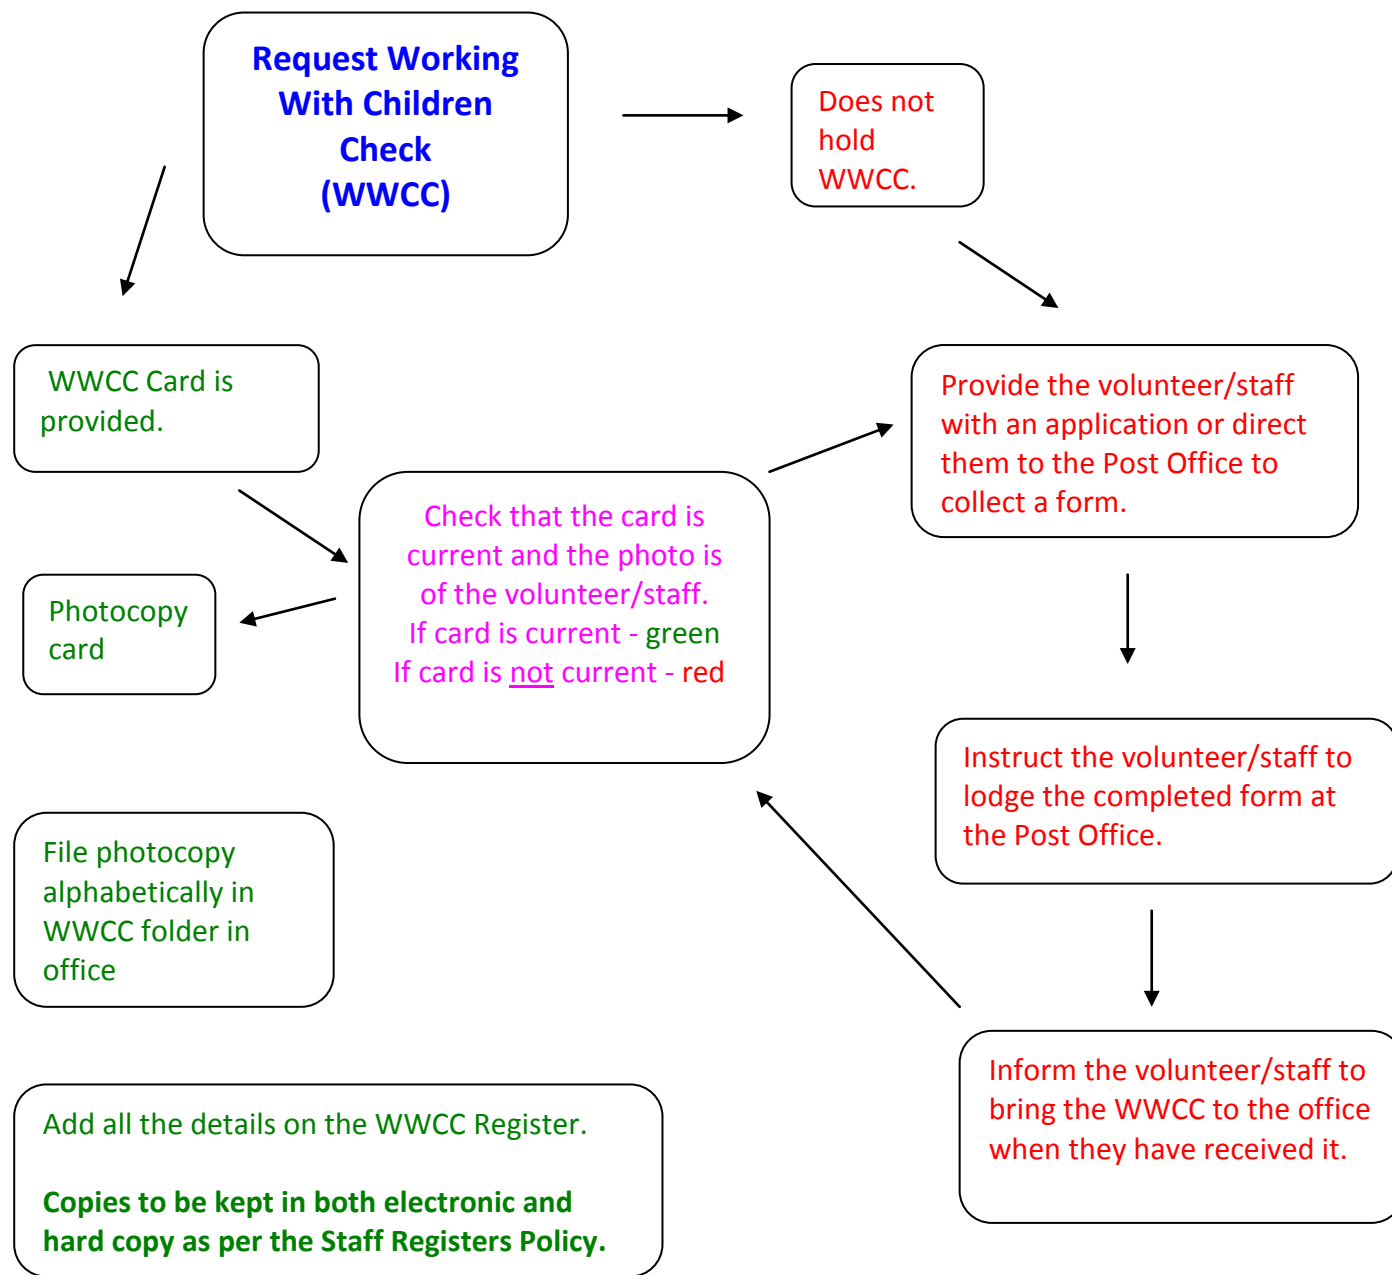 Request Working
With Children
Check
(WWCC)
Does not
hold
WWCC.
WWCC Card is
provided.
Provide the volunteer/staff
with an application or direct
them to the Post Office to
collect a form.
Check that the card is
current and the photo is
of the volunteer/staff.
If card is current - green
If card is not current - red
Photocopy
card
Instruct the volunteer/staff to
lodge the completed form at
the Post Office.
File photocopy
alphabetically in
WWCC folder in
office
Inform the volunteer/staff to
bring the WWCC to the office
when they have received it.
Add all the details on the WWCC Register.
Copies to be kept in both electronic and
hard copy as per the Staff Registers Policy.